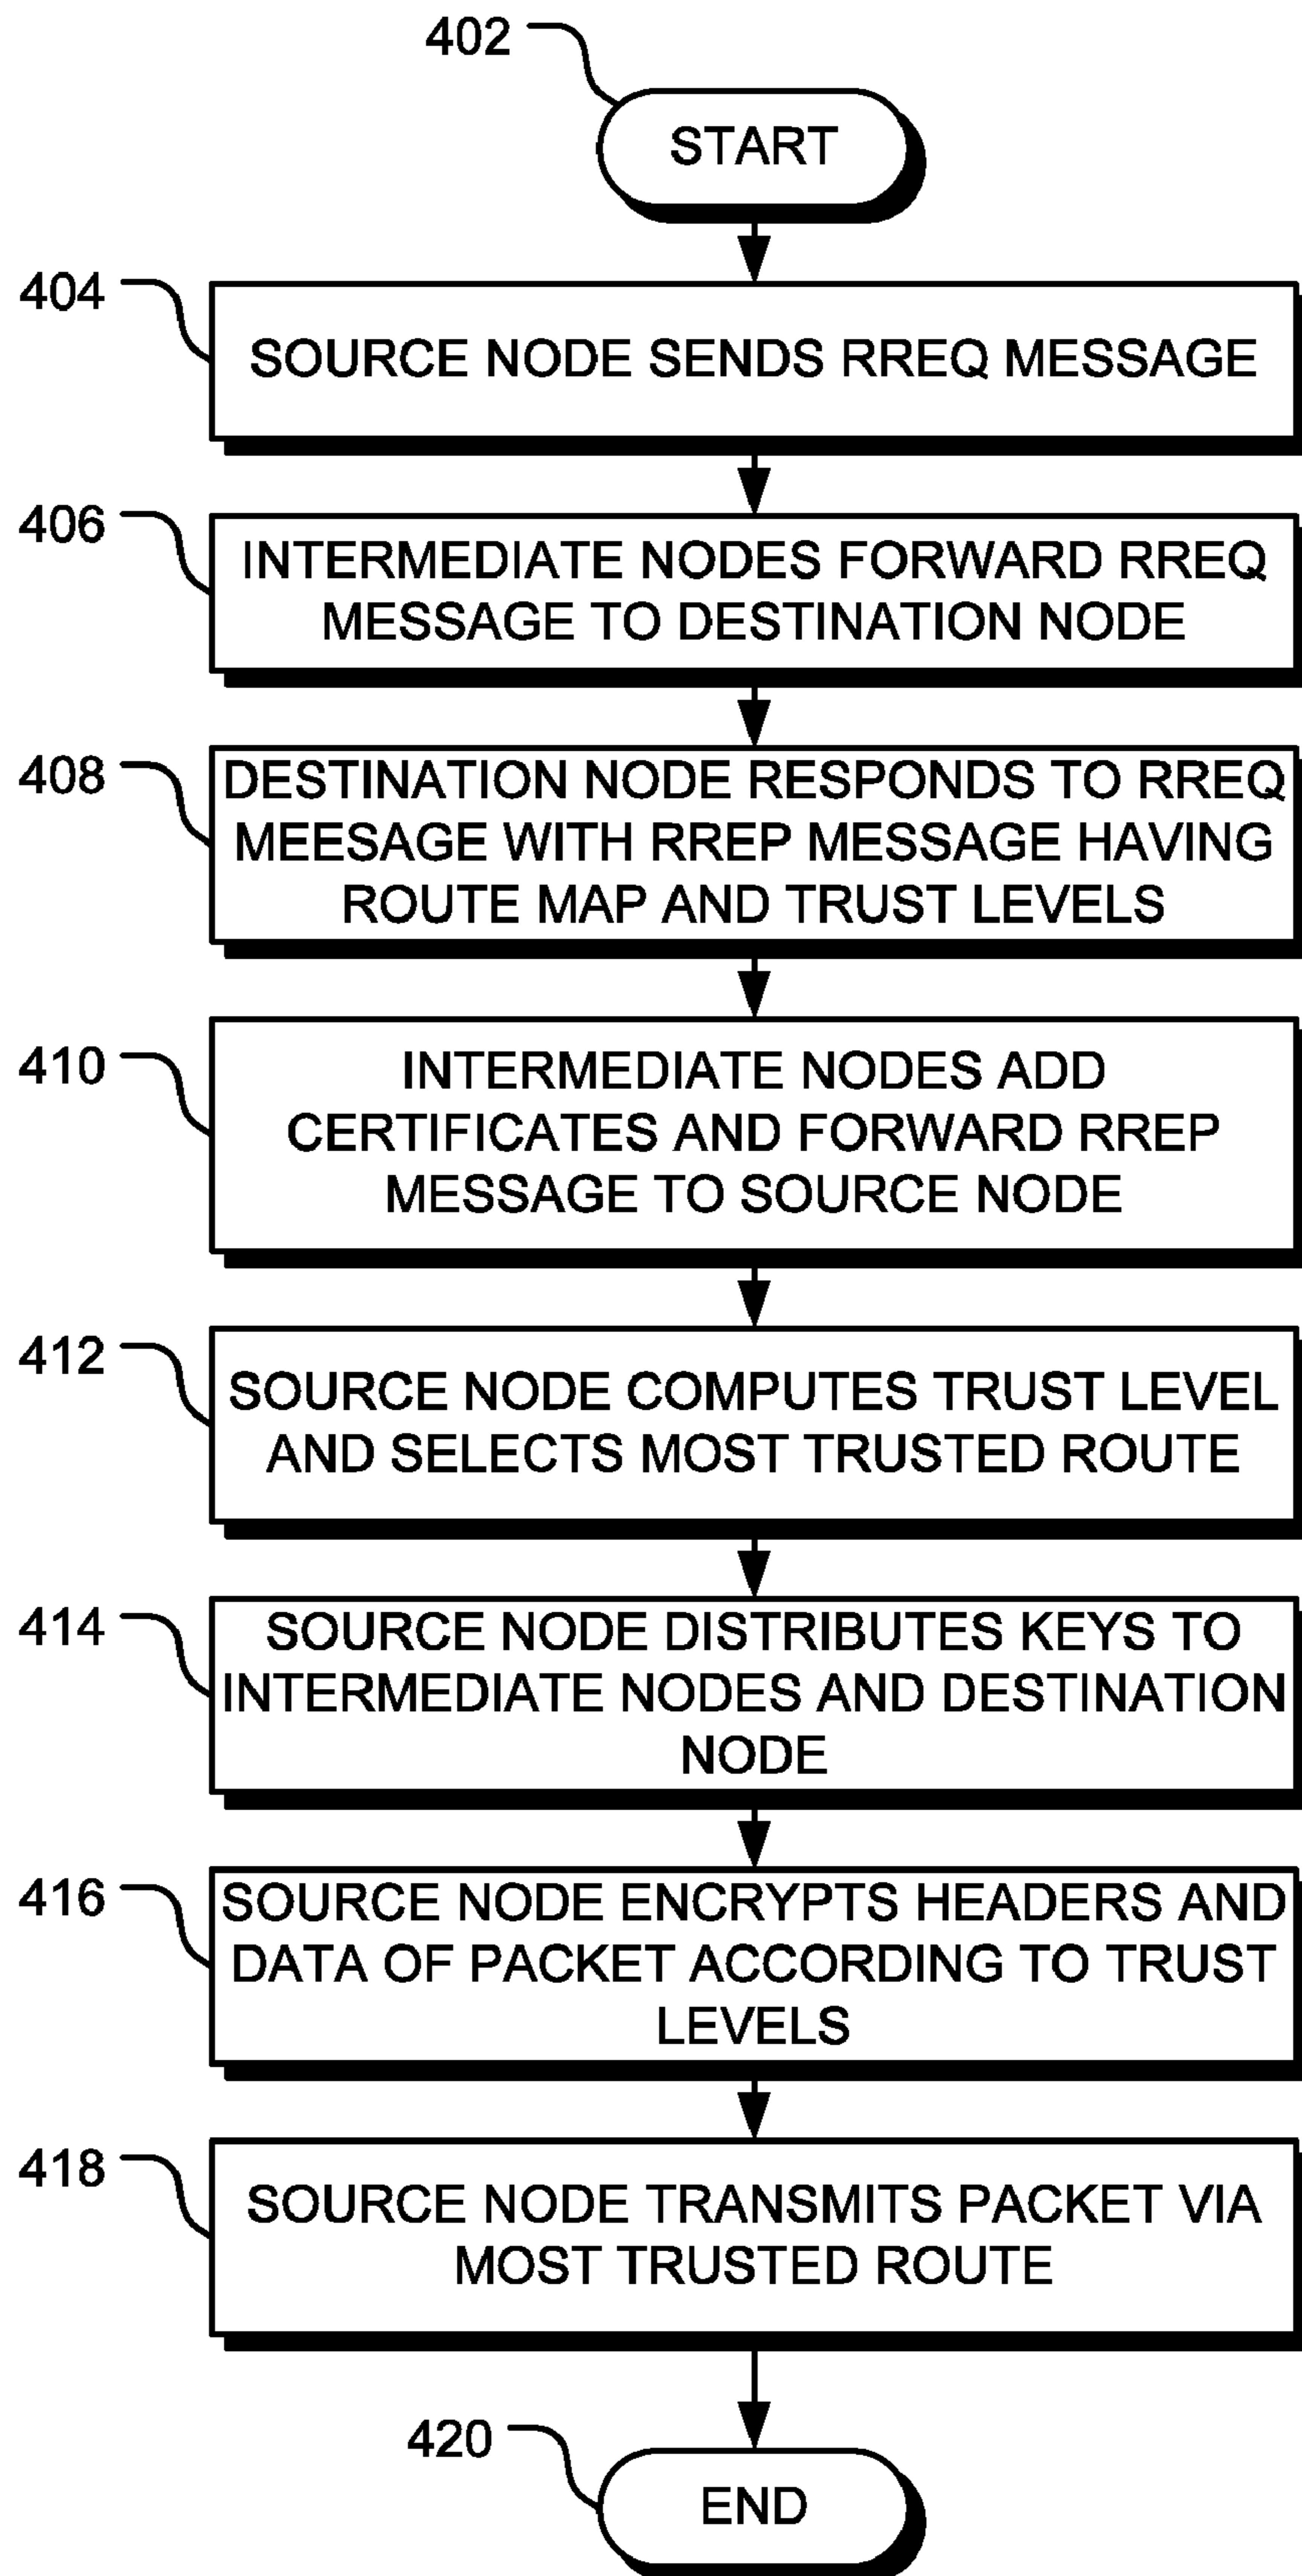 402
START
404
SOURCE NODE SENDS RREQ MESSAGE
406
INTERMEDIATE NODES FORWARD RREQ
MESSAGE TO DESTINATION NODE
408
DESTINATION NODE RESPONDS TO RREQ
MEESAGE WITH RREP MESSAGE HAVING
ROUTE MAP AND TRUST LEVELS
410
INTERMEDIATE NODES ADD
CERTIFICATES AND FORWARD RREP
MESSAGE TO SOURCE NODE
412
SOURCE NODE COMPUTES TRUST LEVEL
AND SELECTS MOST TRUSTED ROUTE
414
SOURCE NODE DISTRIBUTES KEYS TO
INTERMEDIATE NODES AND DESTINATION
NODE
416
SOURCE NODE ENCRYPTS HEADERS AND
DATA OF PACKET ACCORDING TO TRUST
LEVELS
418
SOURCE NODE TRANSMITS PACKET VIA
MOST TRUSTED ROUTE
420
END